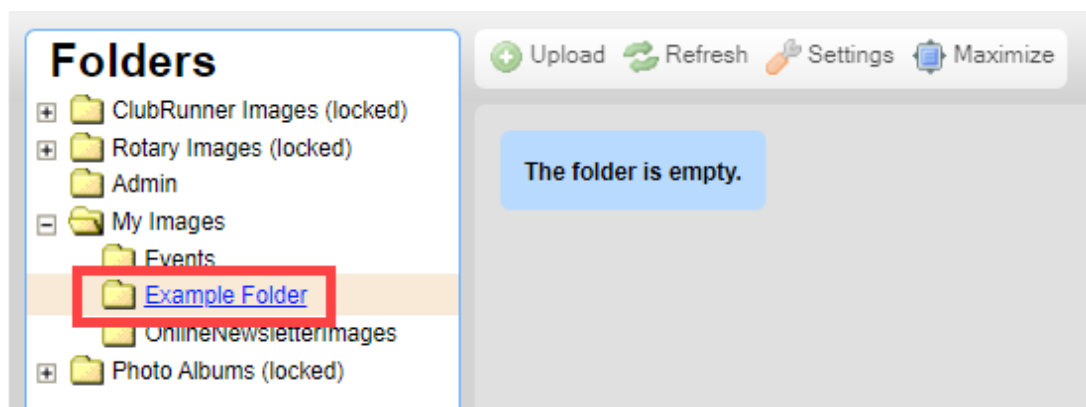 Folders
ClubRunner Images (locked)
Rotary Images (locked)
Admin
My Images
Events
Example Folder
OnlineNewsletterImages
Photo Albums (locked)
Upload Refresh Settings Maximize
The folder is empty.